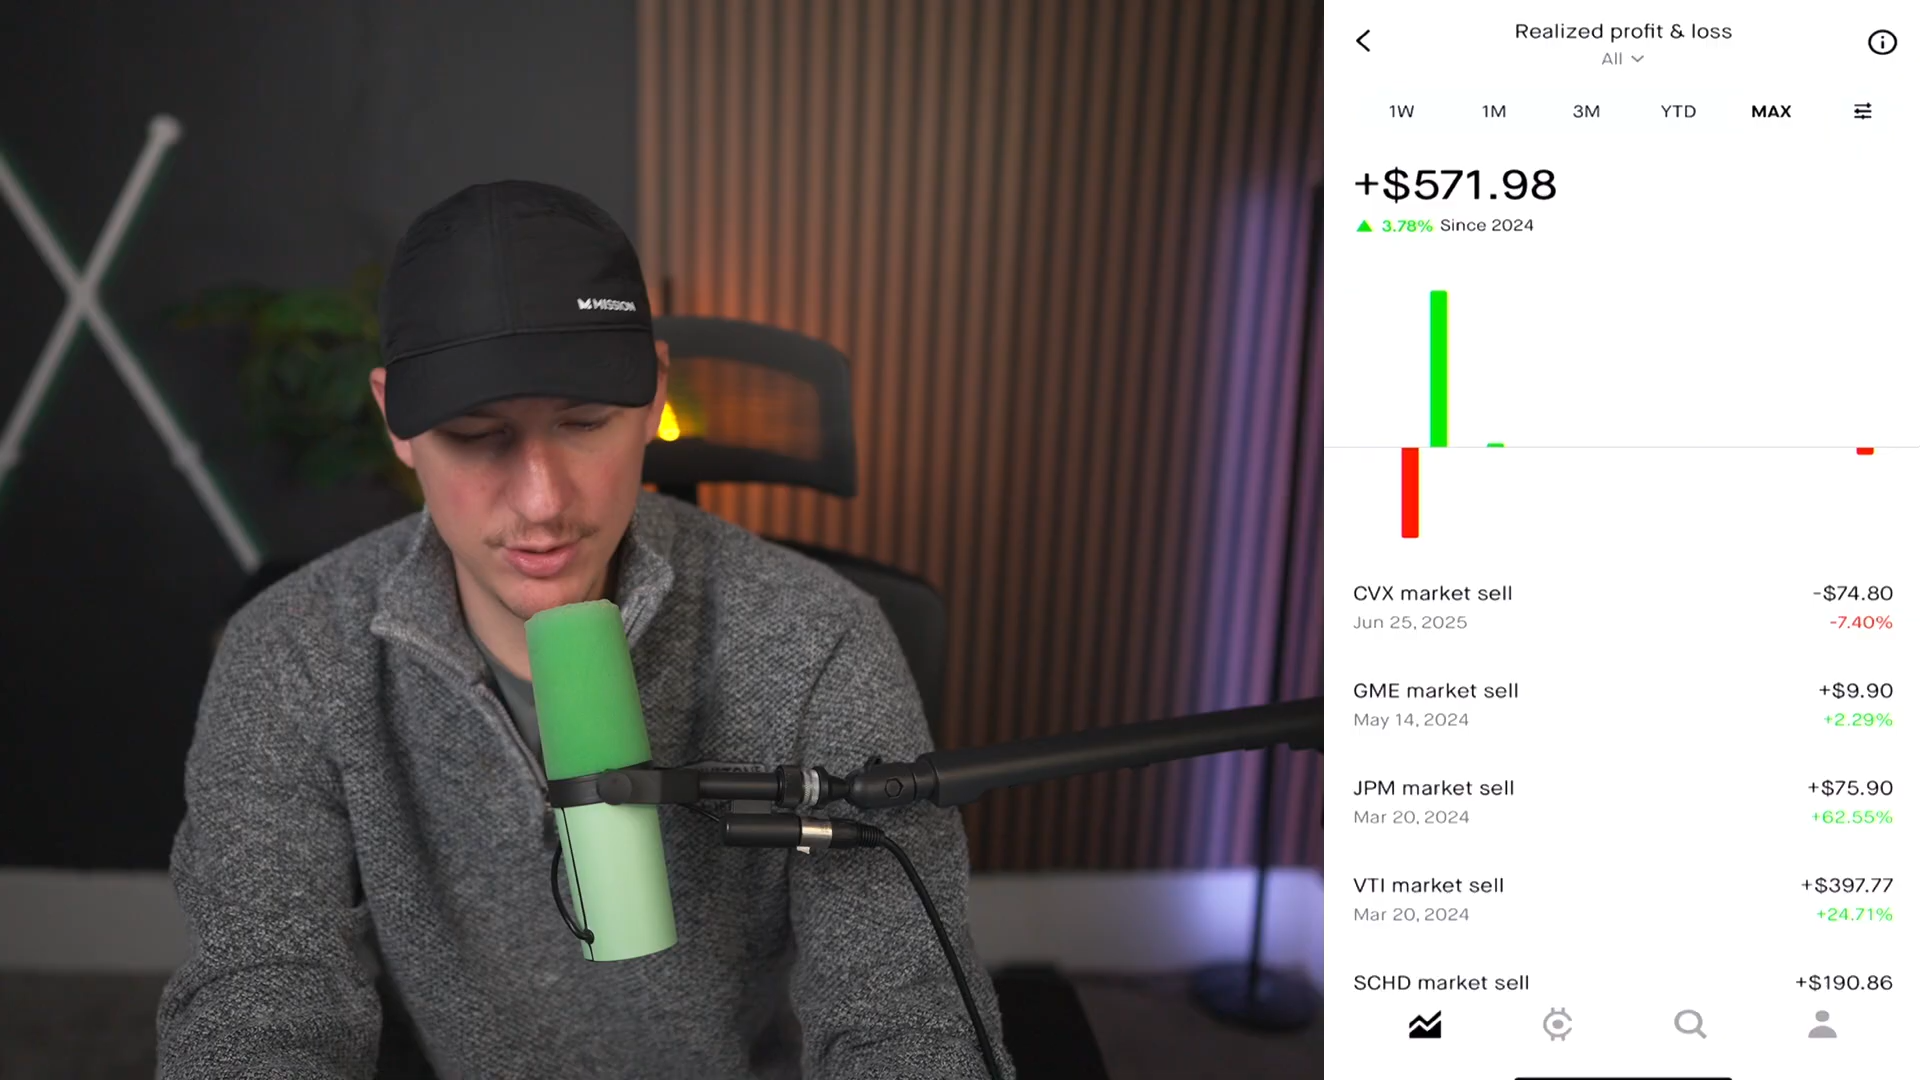 MISSION
Realized profit & loss
All
1W 1M 3M YTD MAX
+$571.98
3.78% Since 2024
CVX market sell -$74.80
Jun 25, 2025 -7.40%
GME market sell +$9.90
May 14, 2024 +2.29%
JPM market sell +$75.90
Mar 20, 2024 +62.55%
VTI market sell +$397.77
Mar 20, 2024 +24.71%
SCHD market sell +$190.86